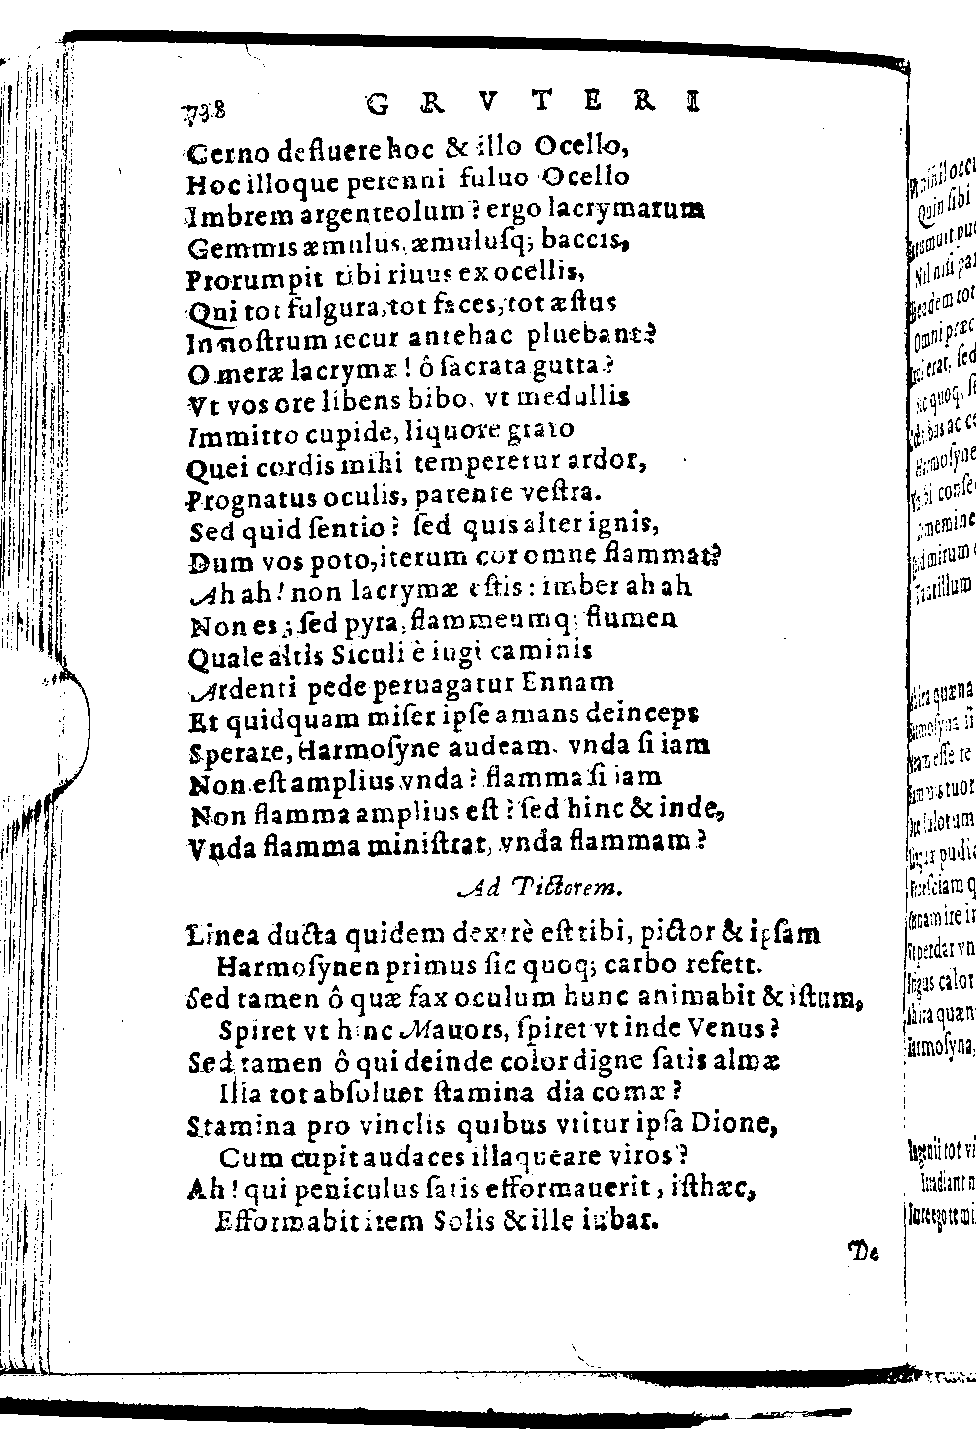 738 GRVTERI
Cerno defluere hoc & illo Ocello,
Hoc illoque perenni fuluo Ocello
Imbrem argenteolum? ergo lacrymarum
Gemmis æmulus, æmuluſq; baccis,
Prorumpit tibi riuus ex ocellis,
Qui tot fulgura, tot faces, tot æſtus
In noſtrum iecur antehac pluebant?
O meræ lacrymæ! ô ſacrata gutta?
Vt vos ore libens bibo, vt medullis
Immitto cupide, liquore grato
Quei cordis mihi temperetur ardor,
Prognatus oculis, parente veſtra.
Sed quid ſentio? ſed quis alter ignis,
Dum vos poto, iterum cor omne flammat?
Ah ah! non lacrymæ eſtis: imber ah ah
Non es; ſed pyra, flammeumq; flumen
Quale altis Siculi è iugi caminis
Ardenti pede peruagatur Ennam
Et quidquam miſer ipſe amans deinceps
Sperare, Harmoſyne audeam. vnda ſi iam
Non eſt amplius vnda? flamma ſi iam
Non flamma amplius eſt? ſed hinc & inde,
Vnda flamma miniſtrat, vnda flammam?
Ad Pictorem.
Linea ducta quidem dextrè eſt tibi, pictor & ipſam
Harmoſynen primus ſic quoq; carbo refett.
Sed tamen ô quæ fax oculum hunc animabit & iſtum,
Spiret vt hinc Mauors, ſpiret vt inde Venus?
Sed tamen ô qui deinde color digne ſatis almæ
Illa tot abſoluet ſtamina dia comæ?
Stamina pro vinclis quibus vtitur ipſa Dione,
Cum cupit audaces illaqueare viros?
Ah! qui peniculus ſatis efformauerit, iſthæc,
Efformabit item Solis & ille iubar.
De